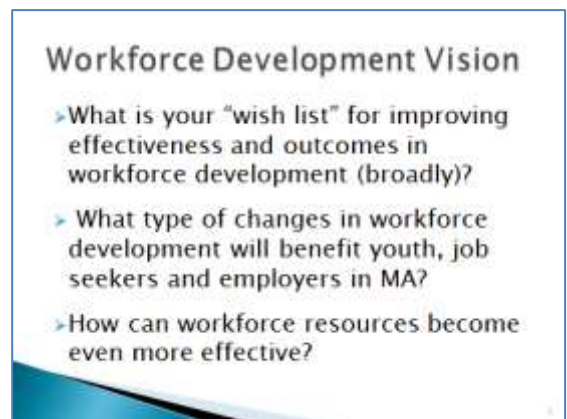 Workforce Development Vision
➢What is your “wish list” for improving
effectiveness and outcomes in
workforce development (broadly)?
➢ What type of changes in workforce
development will benefit youth, job
seekers and employers in MA?
➢How can workforce resources become
even more effective?